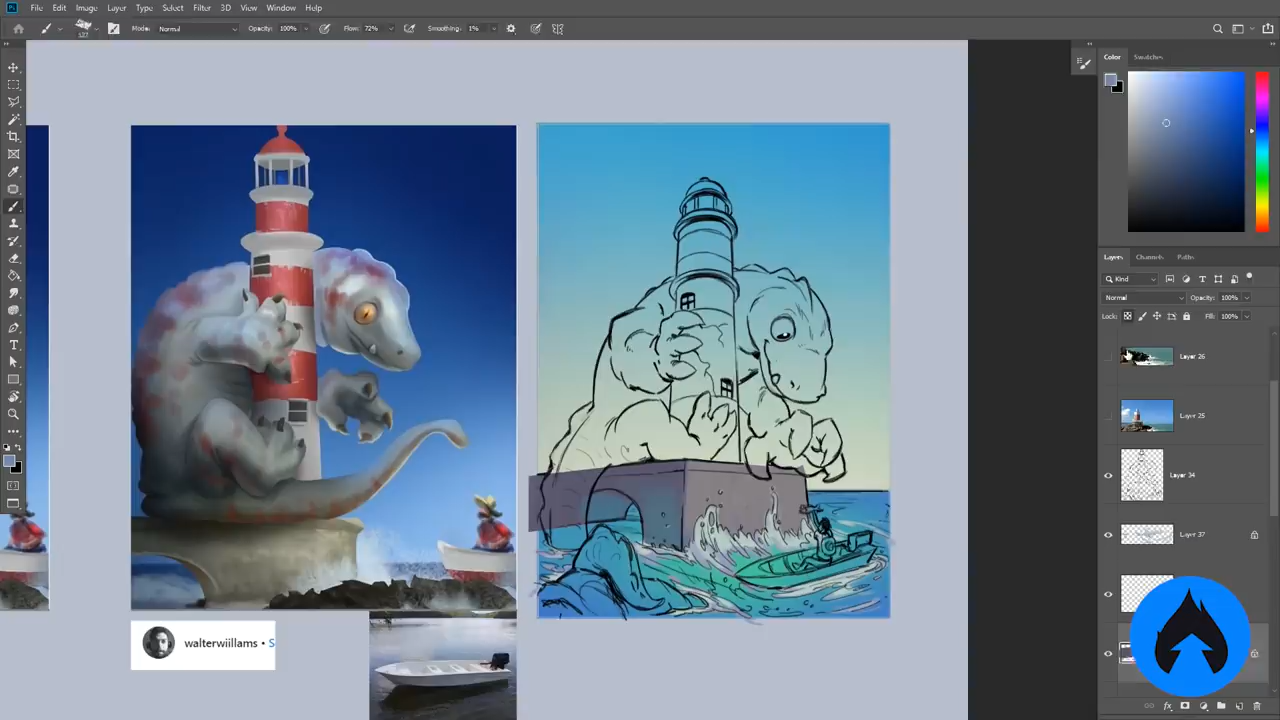 File Edit Image Layer Type Select Filter 3D View Window Help
Mode: Normal Opacity: 100% Flow: 72% Smoothing: 1%
Color Swatches
Layers Channels Paths
Kind
Normal Opacity: 100%
Lock: Fill: 100%
Layer 26
Layer 25
Layer 34
Layer 37
walterwiillams • S